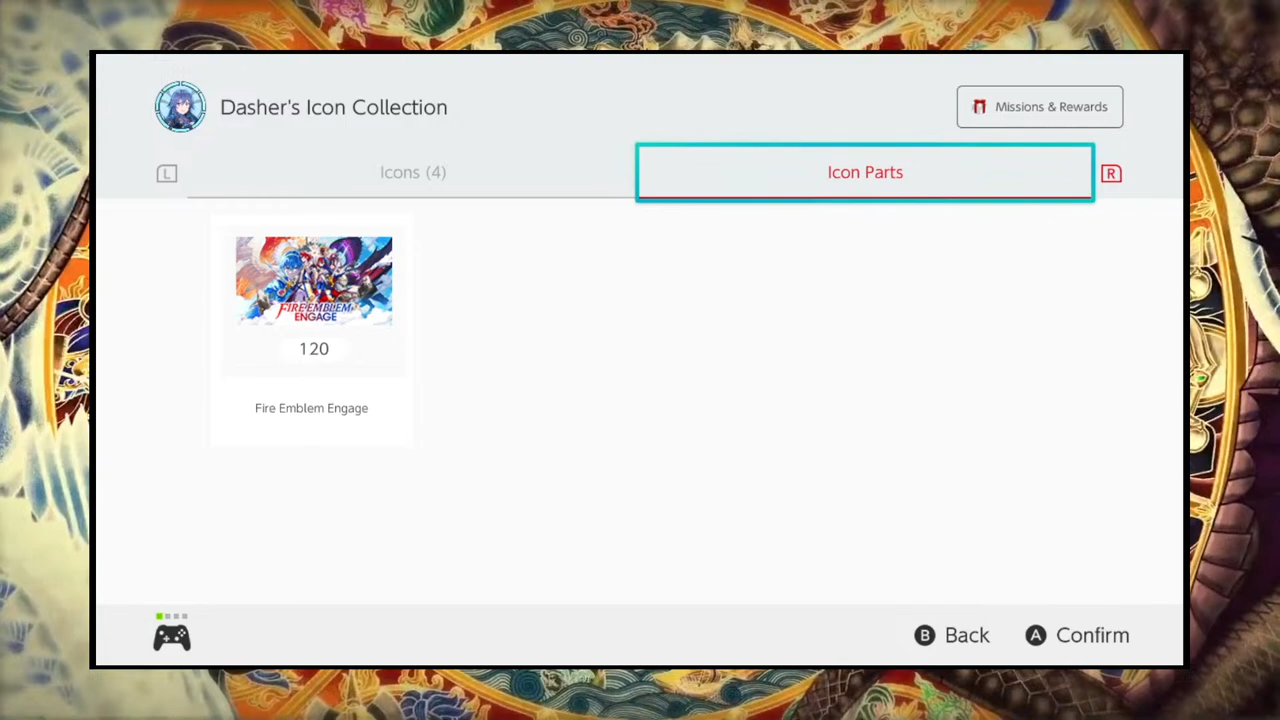 Dasher's Icon Collection
Missions & Rewards
L
Icons (4)
Icon Parts
R
FIRE EMBLEM
ENGAGE
120
Fire Emblem Engage
B Back
A Confirm